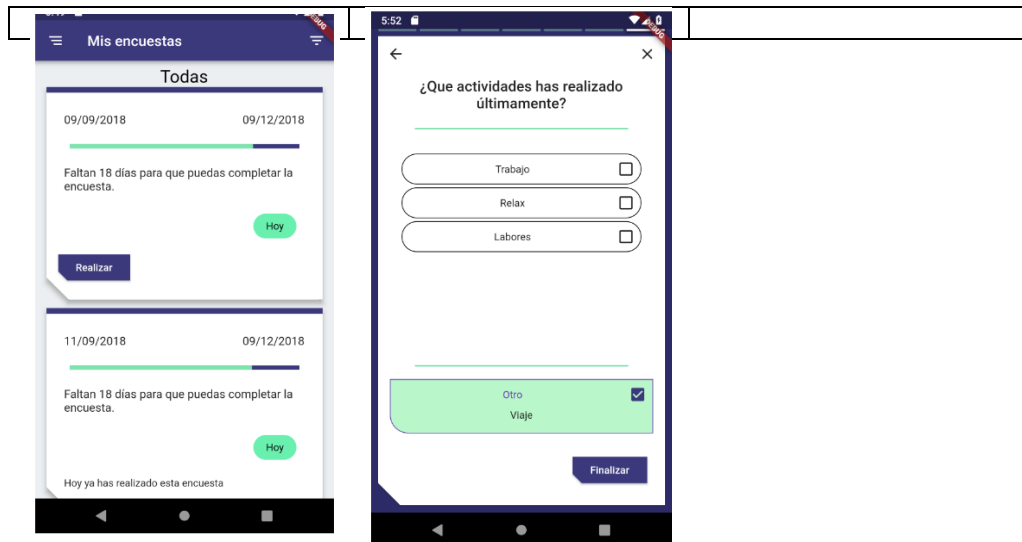 Mis encuestas
Todas
09/09/2018 09/12/2018
Faltan 18 días para que puedas completar la
encuesta.
Hoy
Realizar
11/09/2018 09/12/2018
Faltan 18 días para que puedas completar la
encuesta.
Hoy
Hoy ya has realizado esta encuesta
5:52
DEBUG
¿Que actividades has realizado
últimamente?
Trabajo
Relax
Labores
Otro
Viaje
Finalizar